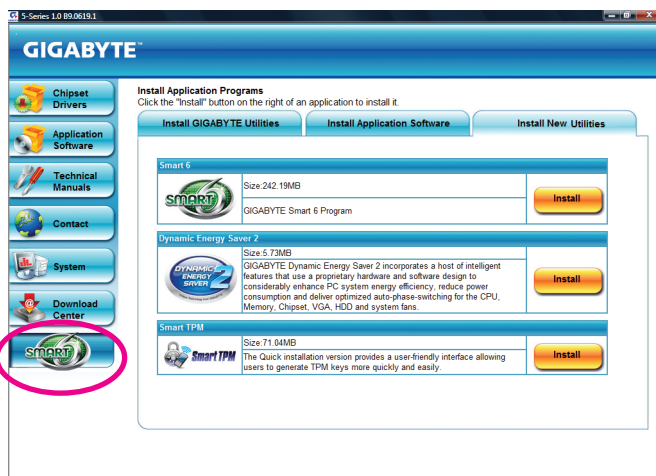 5-Series 1.0 B9.0619.1
GIGABYTE™
Chipset
Drivers
Application
Software
Technical
Manuals
Contact
System
Download
Center
SMART 6
Install Application Programs
Click the "Install" button on the right of an application to install it.
Install GIGABYTE Utilities
Install Application Software
Install New Utilities
Smart 6
SMART 6
Size:242.19MB
GIGABYTE Smart 6 Program
Install
Dynamic Energy Saver 2
DYNAMIC
ENERGY
SAVER 2
Size:5.73MB
GIGABYTE Dynamic Energy Saver 2 incorporates a host of intelligent
features that use a proprietary hardware and software design to
considerably enhance PC system energy efficiency, reduce power
consumption and deliver optimized auto-phase-switching for the CPU,
Memory, Chipset, VGA, HDD and system fans.
Install
Smart TPM
Smart TPM
Size:71.04MB
The Quick installation version provides a user-friendly interface allowing
users to generate TPM keys more quickly and easily.
Install